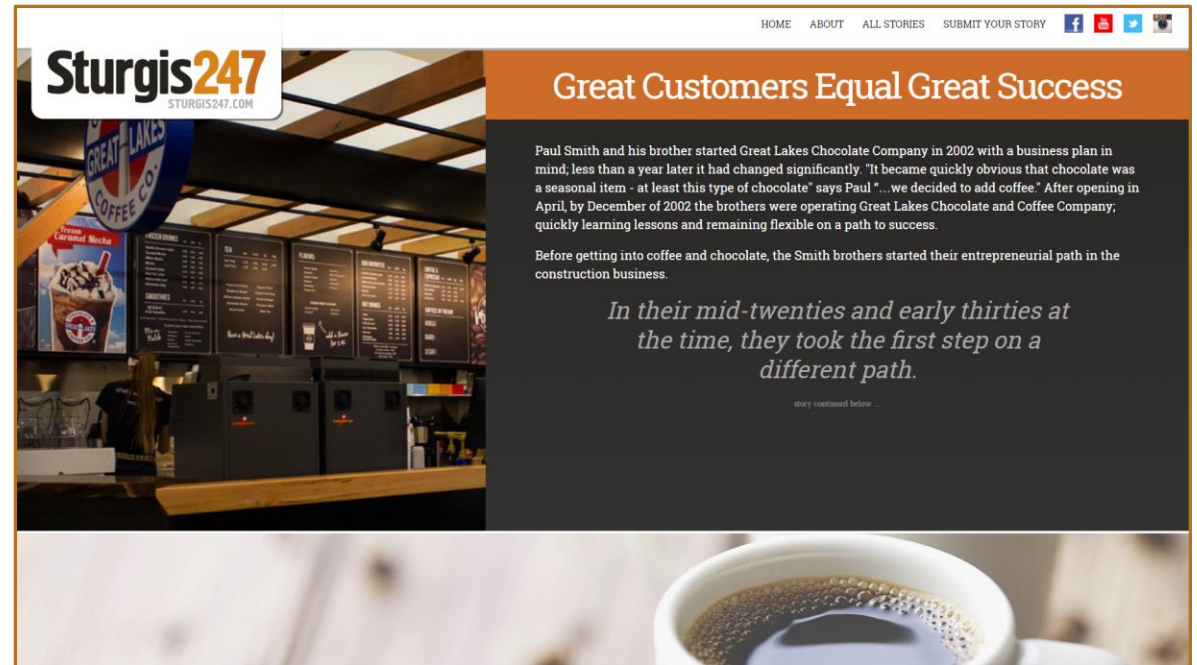 HOME ABOUT ALL STORIES SUBMIT YOUR STORY
Sturgis247
STURGIS247.COM
Great Customers Equal Great Success
Paul Smith and his brother started Great Lakes Chocolate Company in 2002 with a business plan in
mind; less than a year later it had changed significantly. "It became quickly obvious that chocolate was
a seasonal item - at least this type of chocolate" says Paul “…we decided to add coffee." After opening in
April, by December of 2002 the brothers were operating Great Lakes Chocolate and Coffee Company;
quickly learning lessons and remaining flexible on a path to success.
Before getting into coffee and chocolate, the Smith brothers started their entrepreneurial path in the
construction business.
In their mid-twenties and early thirties at
the time, they took the first step on a
different path.
story continued below ...
GREAT LAKES
COFFEE CO.
Frozen
Caramel Mocha
FROZEN DRINKS
SMOOTHIES
TEA
FLAVORS
Have a Great Lakes day!